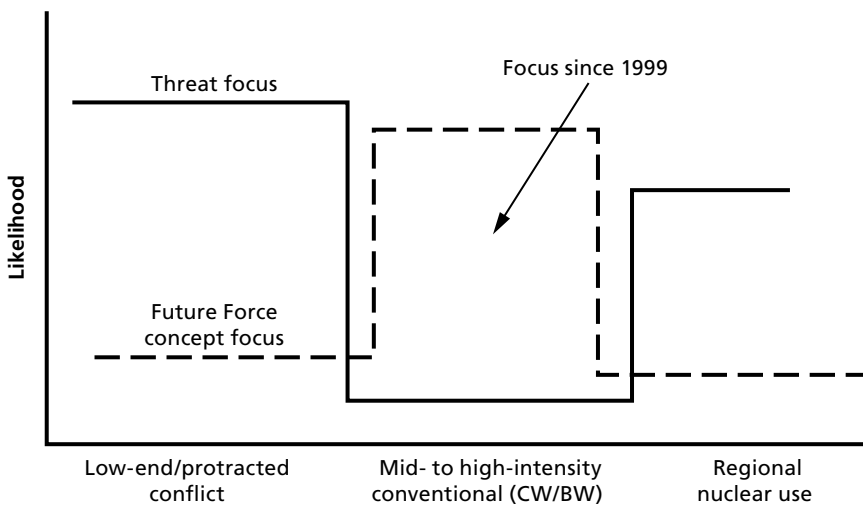 Focus since 1999
Threat focus
Likelihood
Future Force
concept focus
Low-end/protracted
conflict
Mid- to high-intensity
conventional (CW/BW)
Regional
nuclear use